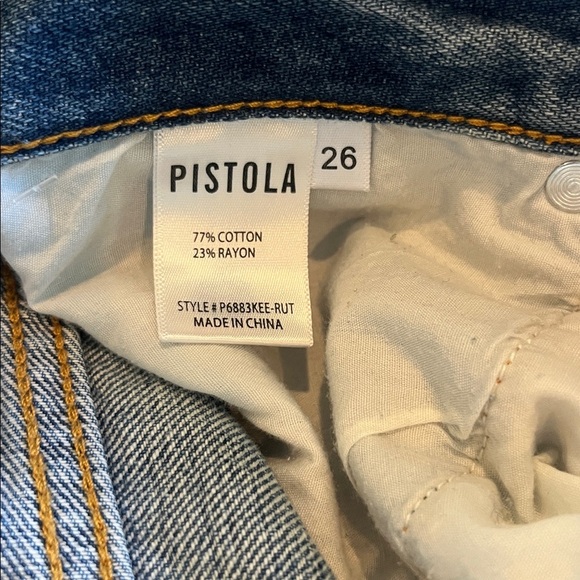 PISTOLA
26
77% COTTON
23% RAYON
STYLE # P6883KEE-RUT
MADE IN CHINA